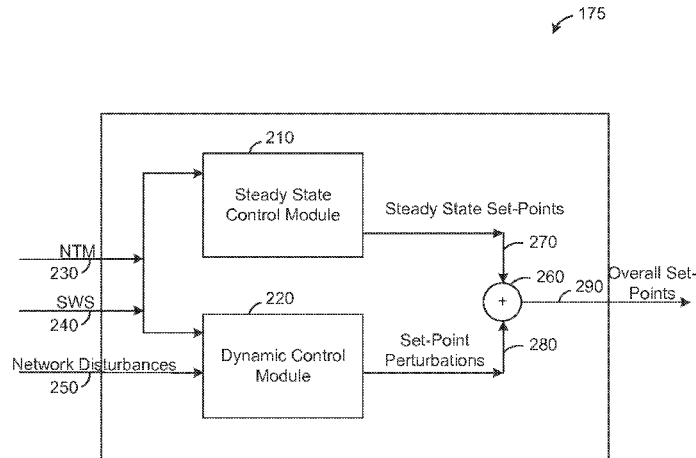 175
210
Steady State
Control Module
Steady State Set-Points
NTM
230
270
260
290
Overall Set-
Points
+
SWS
240
220
Network Disturbances
250
Dynamic Control
Module
Set-Point
Perturbations
280